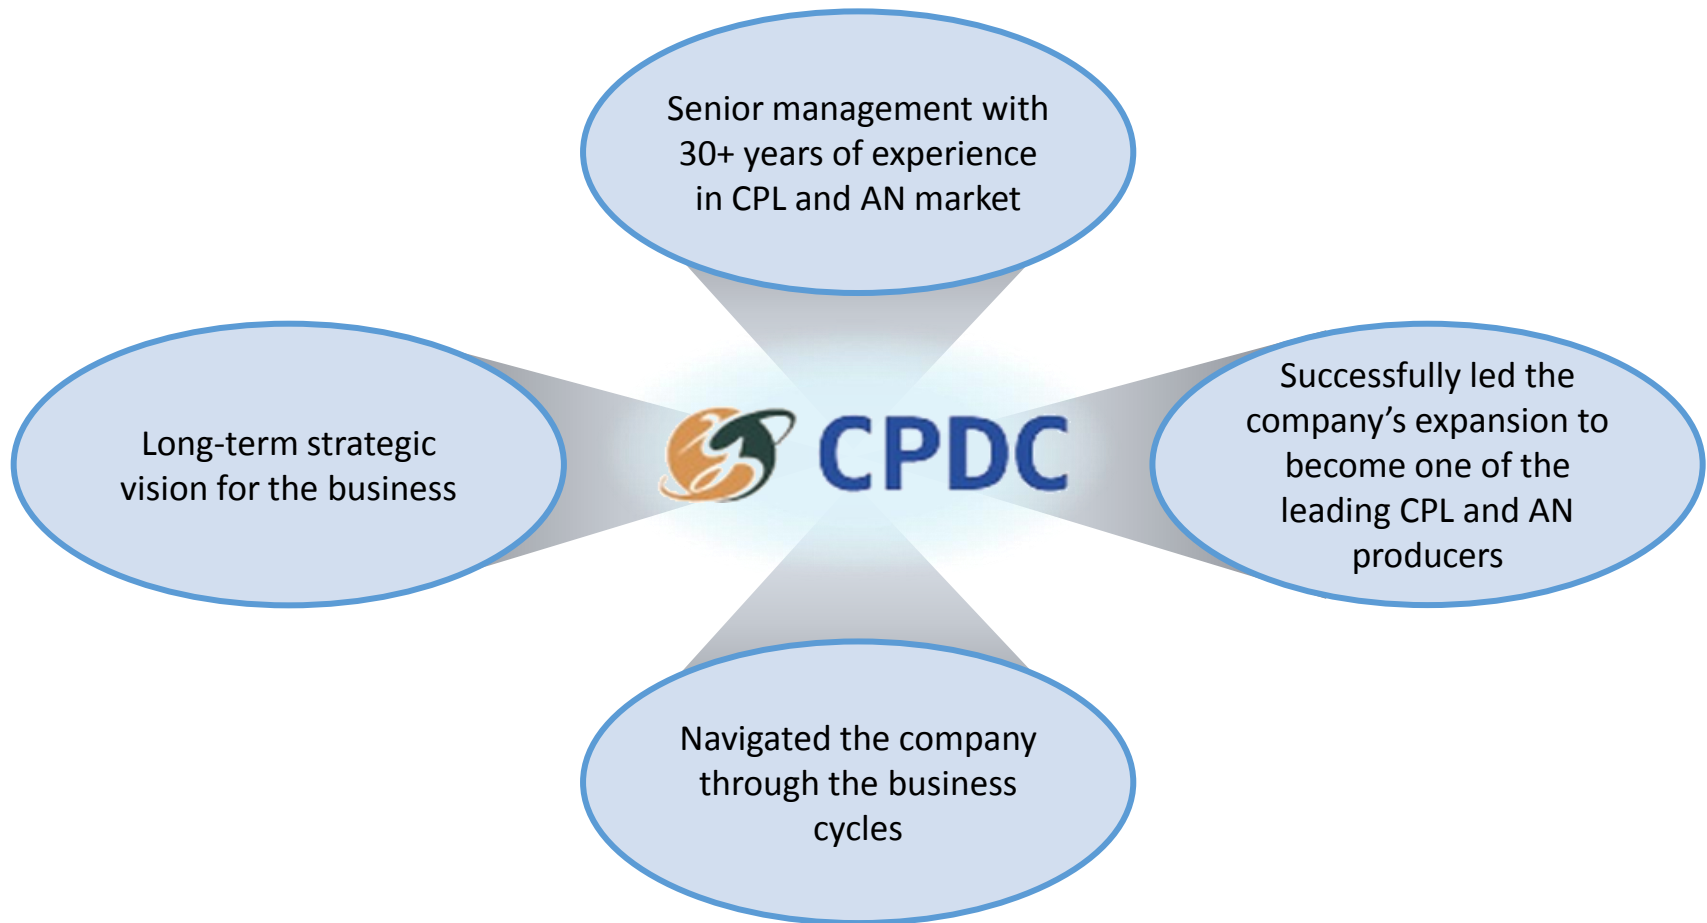 Senior management with
30+ years of experience
in CPL and AN market
Long-term strategic
vision for the business
CPDC
Successfully led the
company’s expansion to
become one of the
leading CPL and AN
producers
Navigated the company
through the business
cycles